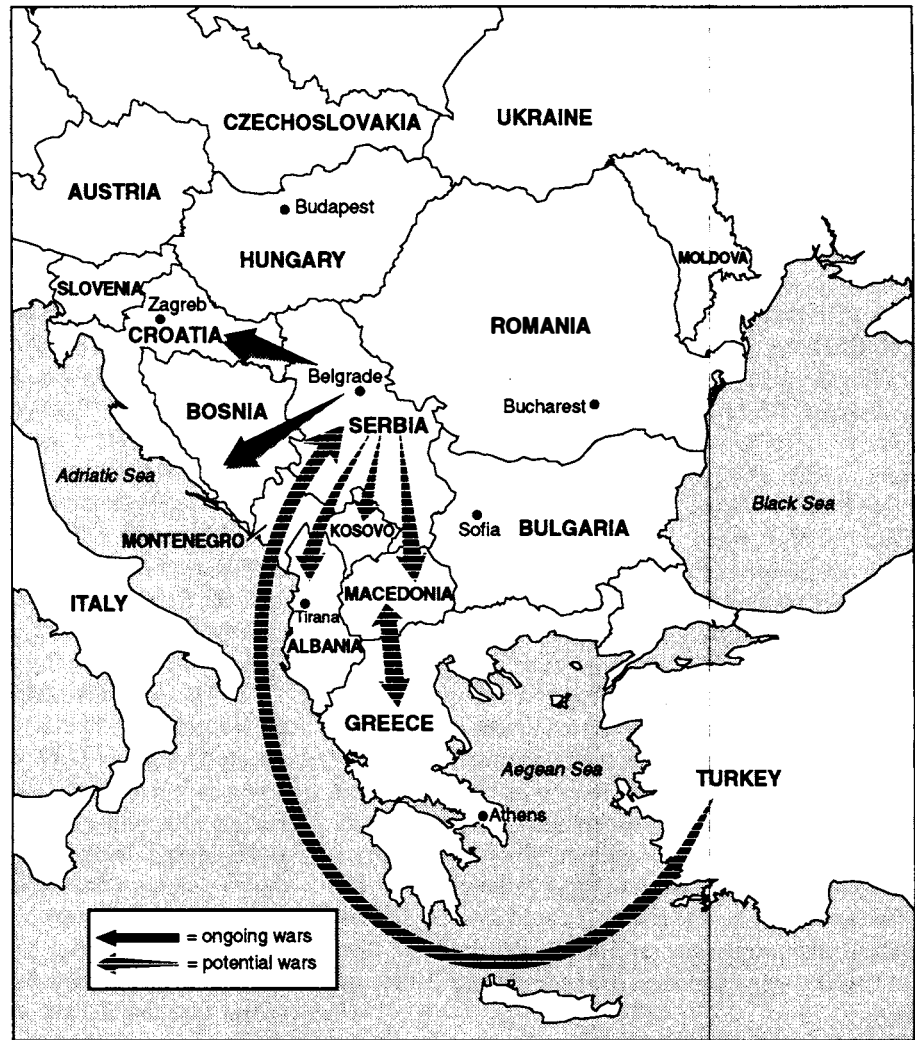 CZECHOSLOVAKIA
UKRAINE
AUSTRIA
Budapest
HUNGARY
MOLDOVA
SLOVENIA
Zagreb
CROATIA
ROMANIA
Belgrade
BOSNIA
Bucharest
SERBIA
Adriatic Sea
Black Sea
KOSOVO
Sofia
BULGARIA
MONTENEGRO
MACEDONIA
ITALY
Tirana
ALBANIA
GREECE
Aegean Sea
TURKEY
Athens
= ongoing wars
= potential wars